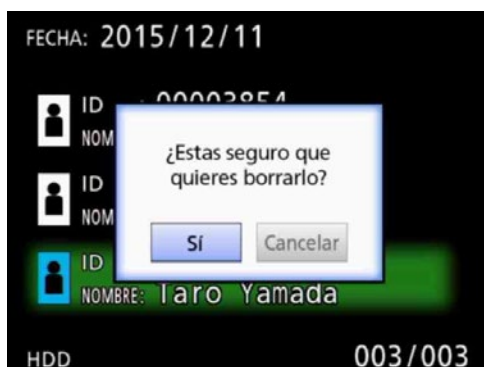 FECHA: 2015/12/11
ID : 00003854
NOM
¿Estas seguro que
quieres borrarlo?
ID
NOM
Sí Cancelar
ID
NOMBRE: Taro Yamada
HDD 003/003